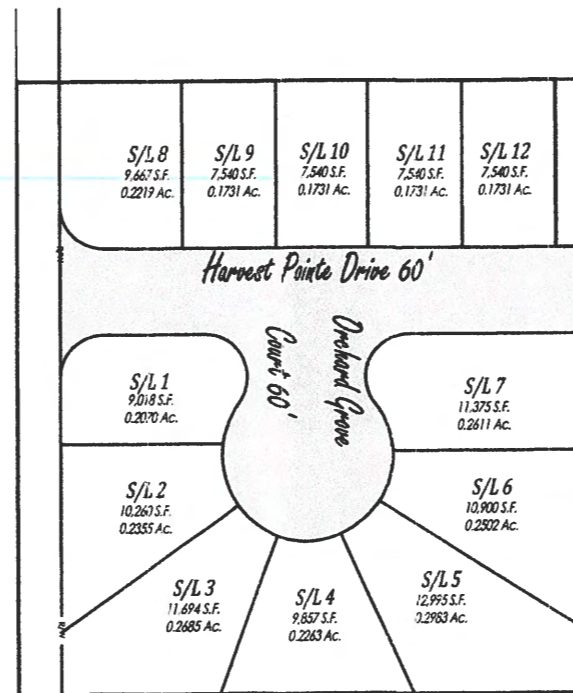 S/L 8
9,667 S.F.
0.2219 Ac.
S/L 9
7,540 S.F.
0.1731 Ac.
S/L 10
7,540 S.F.
0.1731 Ac.
S/L 11
7,540 S.F.
0.1731 Ac.
S/L 12
7,540 S.F.
0.1731 Ac.
Harvest Pointe Drive 60'
Orchard Grove
Court 60'
S/L 1
9,018 S.F.
0.2070 Ac.
S/L 7
11,375 S.F.
0.2611 Ac.
S/L 2
10,260 S.F.
0.2355 Ac.
S/L 6
10,900 S.F.
0.2502 Ac.
S/L 3
11,694 S.F.
0.2685 Ac.
S/L 4
9,857 S.F.
0.2263 Ac.
S/L 5
12,995 S.F.
0.2983 Ac.